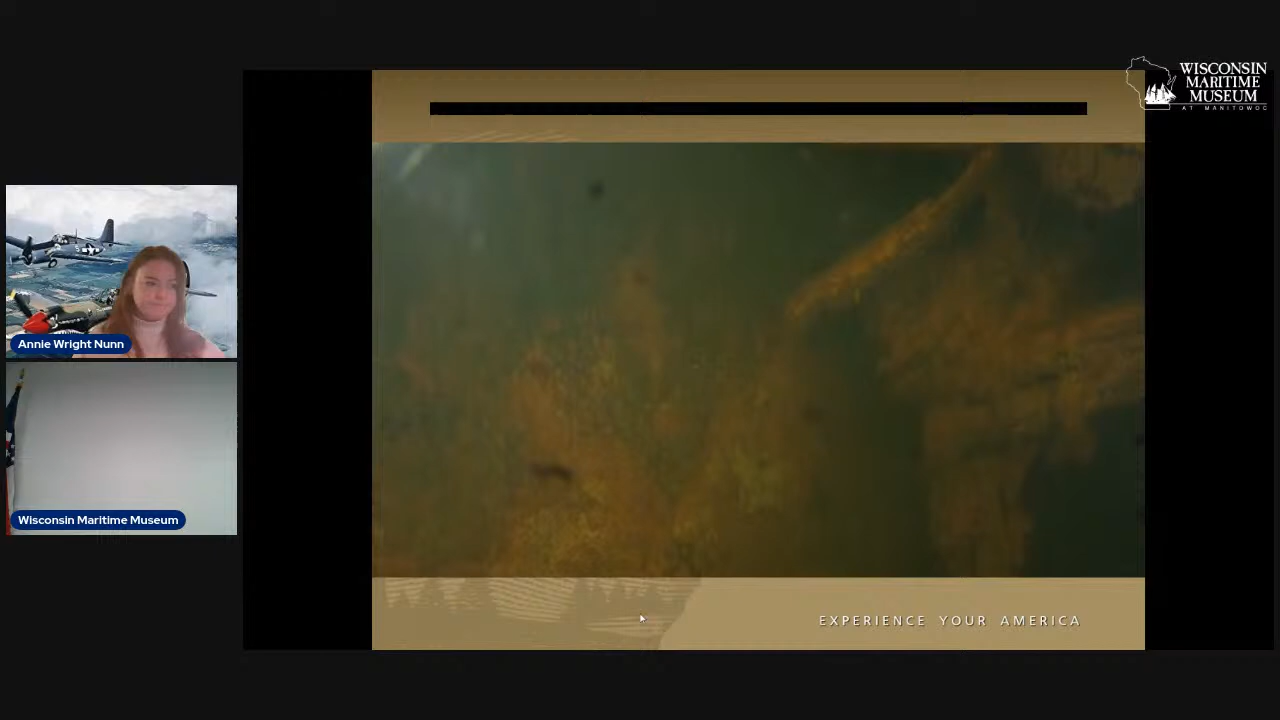 WISCONSIN
MARITIME
MUSEUM
AT MANITOWOC
Annie Wright Nunn
Wisconsin Maritime Museum
EXPERIENCE YOUR AMERICA